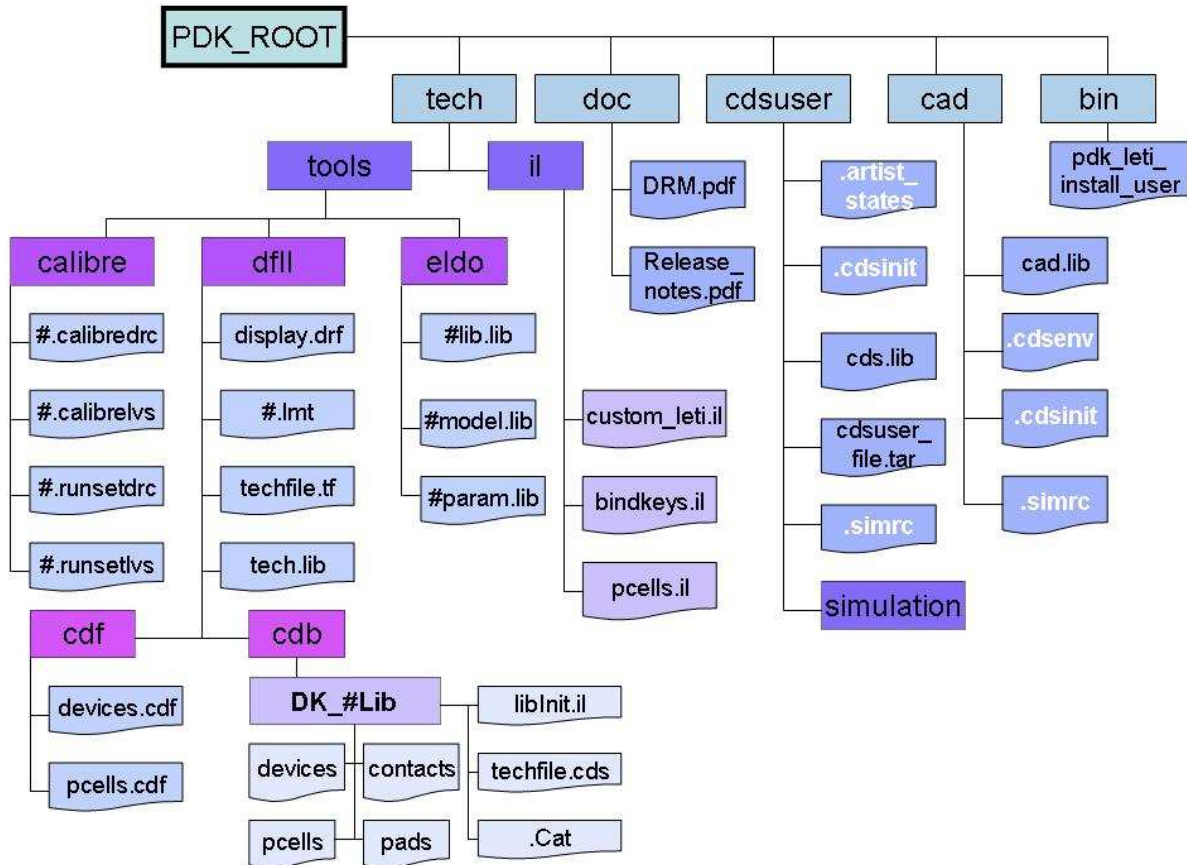 PDK_ROOT
tech
doc
cdsuser
cad
bin
tools
il
DRM.pdf
.artist_
states
pdk_leti_
install_user
calibre
dfII
eldo
Release_
notes.pdf
.cdsinit
cad.lib
#.calibredrc
display.drf
#lib.lib
cds.lib
.cdsenv
#.calibrelvs
#.lmt
#model.lib
custom_leti.il
cdsuser_
file.tar
.cdsinit
#.runsetdrc
techfile.tf
#param.lib
bindkeys.il
.simrc
.simrc
#.runsetlvs
tech.lib
pcells.il
simulation
cdf
cdb
devices.cdf
DK_#Lib
libInit.il
pcells.cdf
devices
contacts
techfile.cds
pcells
pads
.Cat